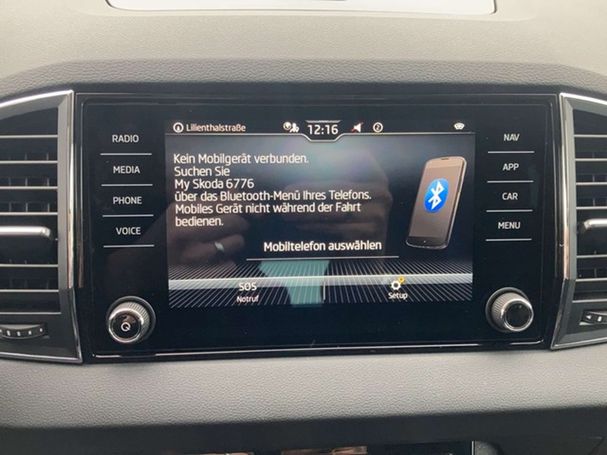 Lilienthalstraße 12:16 2
RADIO
MEDIA
PHONE
VOICE
Kein Mobilgerät verbunden.
Suchen Sie
My Skoda 6776
über das Bluetooth-Menü Ihres Telefons.
Mobiles Gerät nicht während der Fahrt
bedienen.
Mobiltelefon auswählen
SOS
Notruf
Setup
NAV
APP
CAR
MENU